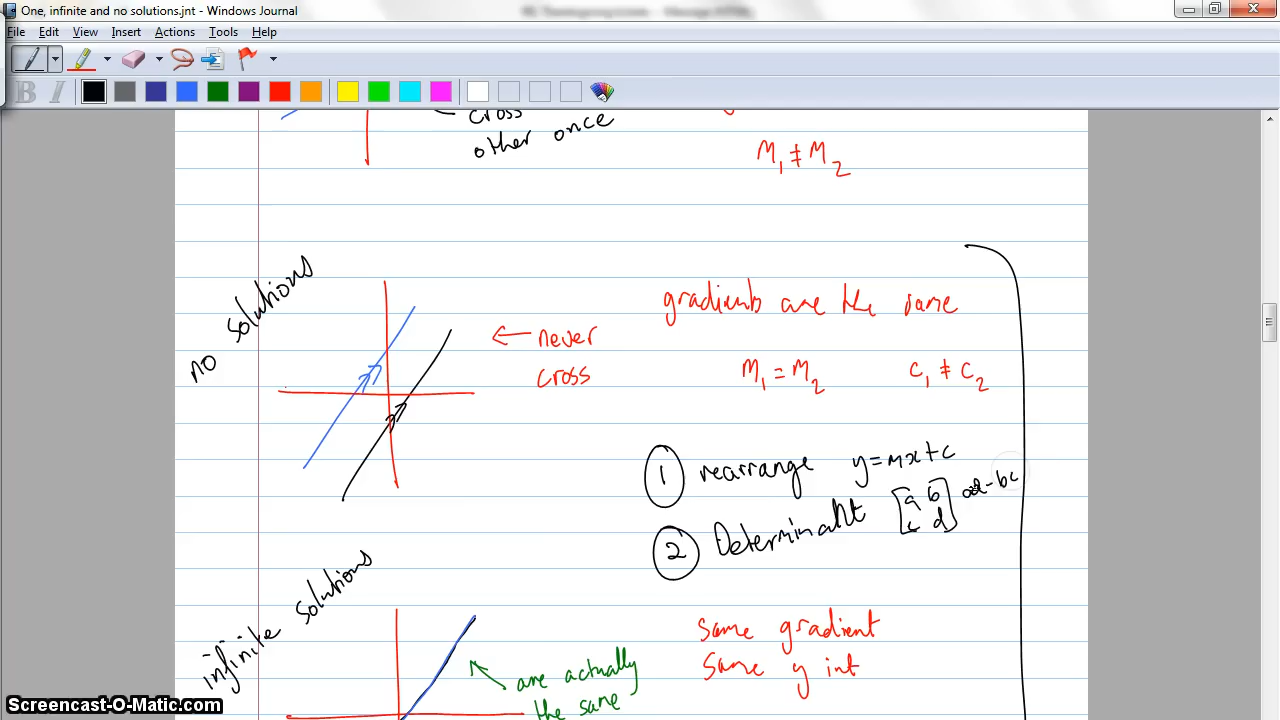 One, infinite and no solutions.jnt - Windows Journal
File Edit View Insert Actions Tools Help
B I
cross
other once
M1 ≠ M2
no solutions
never
cross
gradients are the same
M1 = M2 c1 ≠ c2
1 rearrange y=mx+c
2 Determinant [a b
c d] ad-bc
infinite solutions
are actually
the same
same gradient
same y int
Screencast-O-Matic.com